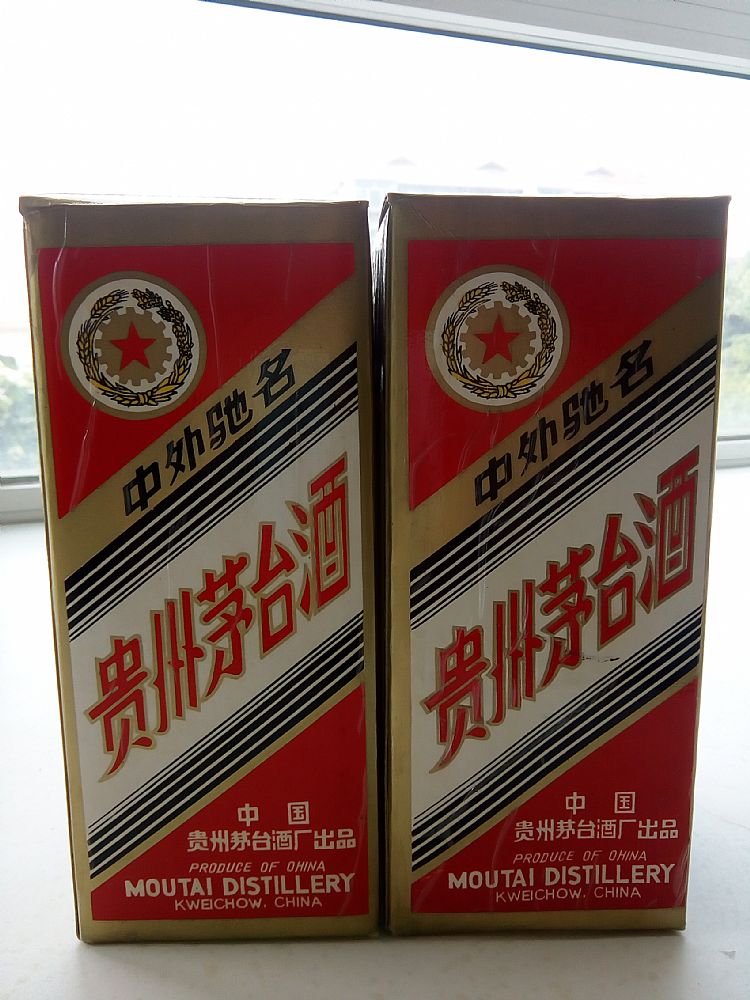 中外驰名
贵州茅台酒
中国
贵州茅台酒厂出品
PRODUCE OF OHINA
MOUTAI DISTILLERY
KWEICHOW, CHINA
中外驰名
贵州茅台酒
中国
贵州茅台酒厂出品
PRODUCE OF OHINA
MOUTAI DISTILLERY
KWEICHOW, CHINA